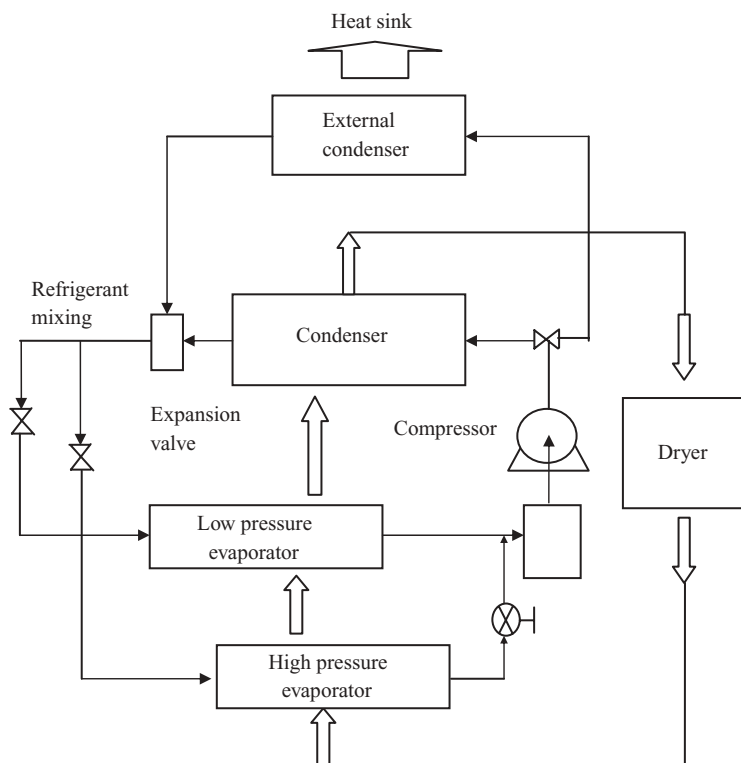 Heat sink
External
condenser
Refrigerant
mixing
Condenser
Expansion
valve
Compressor
Dryer
Low pressure
evaporator
High pressure
evaporator